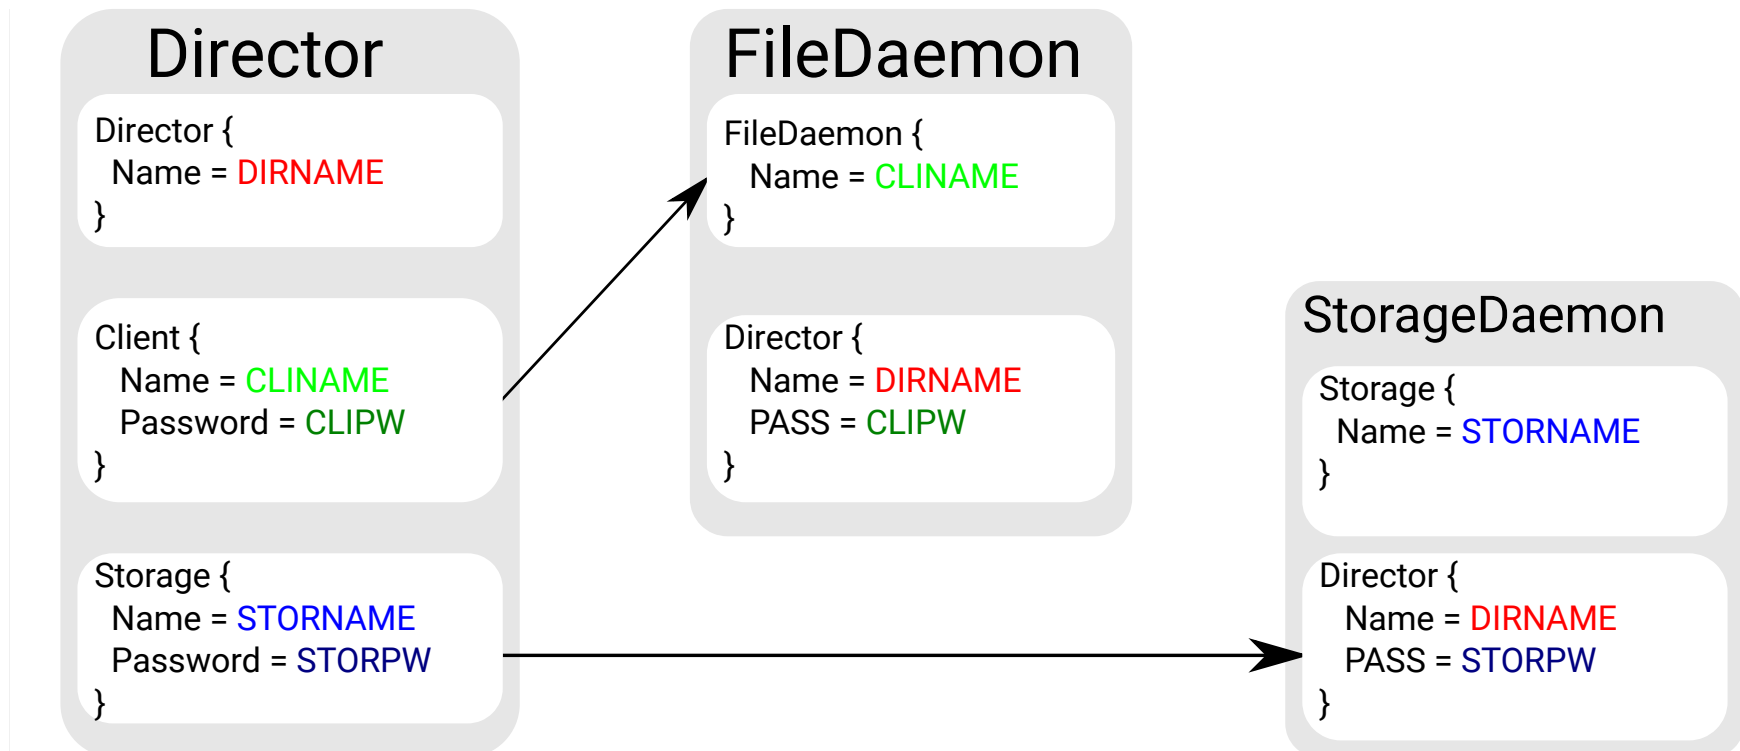 Director
Director {
Name = DIRNAME
}
Client {
Name = CLINAME
Password = CLIPW
}
Storage {
Name = STORNAME
Password = STORPW
}
FileDaemon
FileDaemon {
Name = CLINAME
}
Director {
Name = DIRNAME
PASS = CLIPW
}
StorageDaemon
Storage {
Name = STORNAME
}
Director {
Name = DIRNAME
PASS = STORPW
}